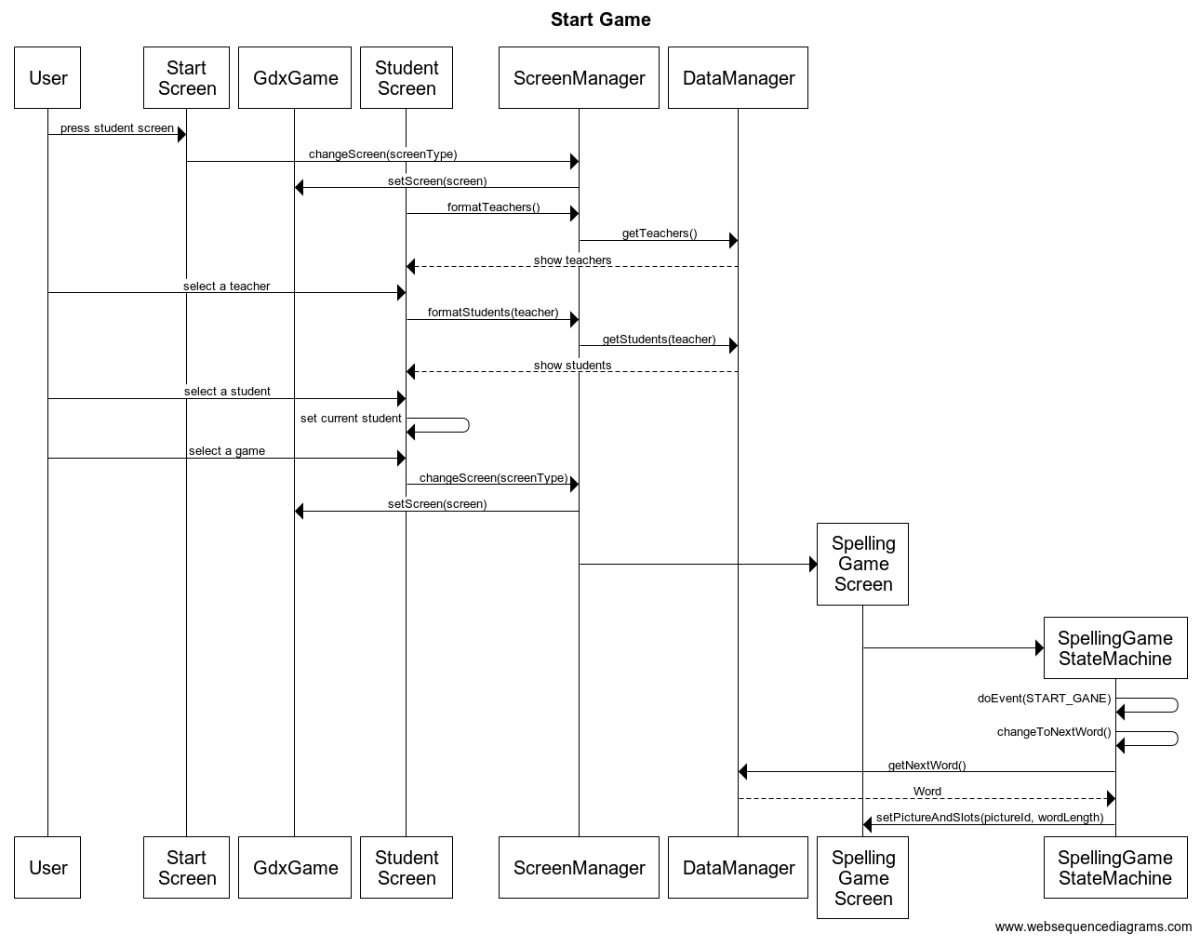 Start Game
User
Start
Screen
GdxGame
Student
Screen
ScreenManager
DataManager
press student screen
changeScreen(screenType)
setScreen(screen)
formatTeachers()
getTeachers()
show teachers
select a teacher
formatStudents(teacher)
getStudents(teacher)
show students
select a student
set current student
select a game
changeScreen(screenType)
setScreen(screen)
Spelling
Game
Screen
SpellingGame
StateMachine
doEvent(START_GANE)
changeToNextWord()
getNextWord()
Word
setPictureAndSlots(pictureId, wordLength)
User
Start
Screen
GdxGame
Student
Screen
ScreenManager
DataManager
Spelling
Game
Screen
SpellingGame
StateMachine
www.websequencediagrams.com